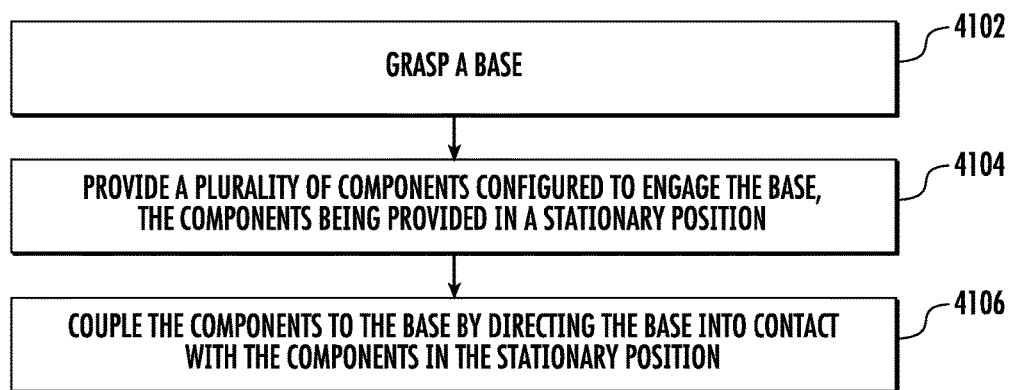 GRASP A BASE
4102
PROVIDE A PLURALITY OF COMPONENTS CONFIGURED TO ENGAGE THE BASE,
THE COMPONENTS BEING PROVIDED IN A STATIONARY POSITION
4104
COUPLE THE COMPONENTS TO THE BASE BY DIRECTING THE BASE INTO CONTACT
WITH THE COMPONENTS IN THE STATIONARY POSITION
4106